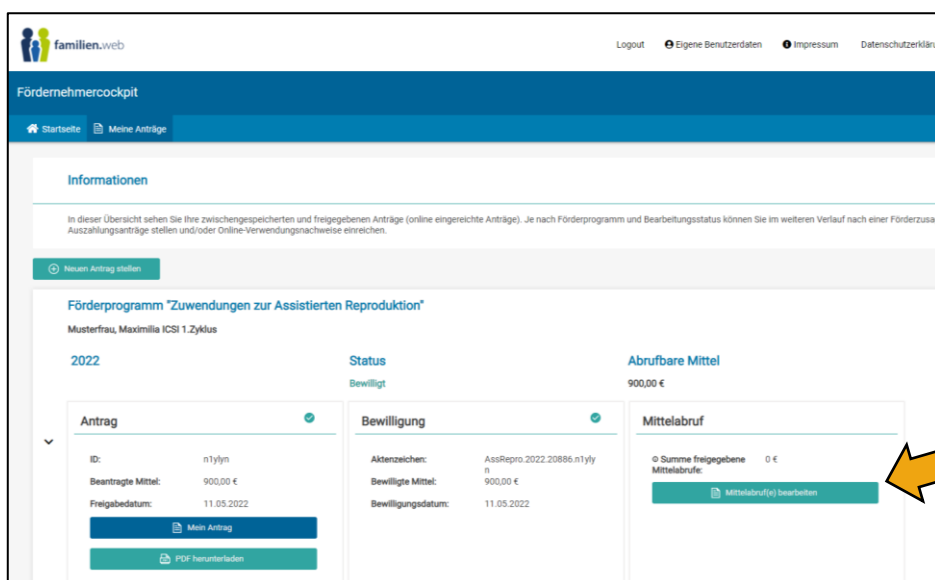 familien.web
Logout Eigene Benutzerdaten Impressum Datenschutzerklär
Fördernehmercockpit
Startseite Meine Anträge
Informationen
In dieser Übersicht sehen Sie Ihre zwischengespeicherten und freigegebenen Anträge (online eingereichte Anträge). Je nach Förderprogramm und Bearbeitungsstatus können Sie im weiteren Verlauf nach einer Förderzusa
Auszahlungsanträge stellen und/oder Online-Verwendungsnachweise einreichen.
Neuen Antrag stellen
Förderprogramm "Zuwendungen zur Assistierten Reproduktion"
Musterfrau, Maximilia ICSI 1.Zyklus
2022 Status Abrufbare Mittel
Bewilligt 900,00 €
Antrag
ID: n1ylyn
Beantragte Mittel: 900,00 €
Freigabedatum: 11.05.2022
Mein Antrag
PDF herunterladen
Bewilligung
Aktenzeichen: AssRepro.2022.20886.n1yly
n
Bewilligte Mittel: 900,00 €
Bewilligungsdatum: 11.05.2022
Mittelabruf
Summe freigegebene 0 €
Mittelabrufe:
Mittelabruf(e) bearbeiten